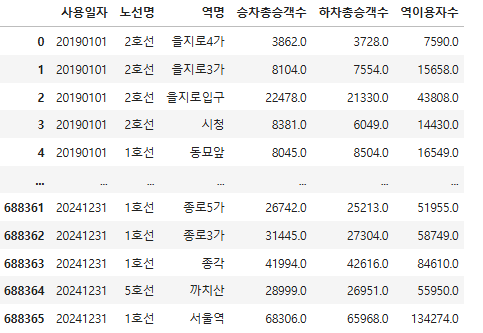 사용일자 노선명 역명 승차총승객수 하차총승객수 역이용자수
0 20190101 2호선 을지로4가 3862.0 3728.0 7590.0
1 20190101 2호선 을지로3가 8104.0 7554.0 15658.0
2 20190101 2호선 을지로입구 22478.0 21330.0 43808.0
3 20190101 2호선 시청 8381.0 6049.0 14430.0
4 20190101 1호선 동묘앞 8045.0 8504.0 16549.0
... ... ... ... ... ... ...
688361 20241231 1호선 종로5가 26742.0 25213.0 51955.0
688362 20241231 1호선 종로3가 31445.0 27304.0 58749.0
688363 20241231 1호선 종각 41994.0 42616.0 84610.0
688364 20241231 5호선 까치산 28999.0 26951.0 55950.0
688365 20241231 1호선 서울역 68306.0 65968.0 134274.0